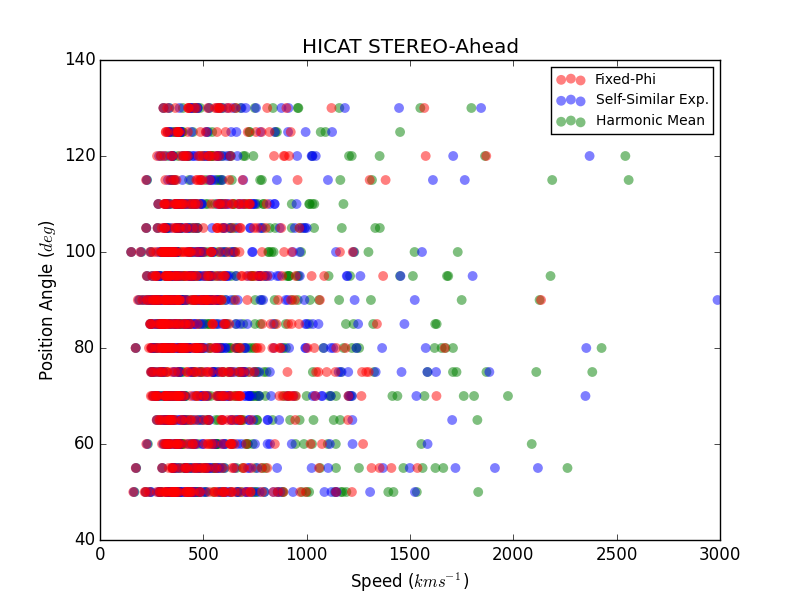 HICAT STEREO-Ahead
Fixed-Phi
Self-Similar Exp.
Harmonic Mean
Position Angle (deg)
140
120
100
80
60
40
0 500 1000 1500 2000 2500 3000
Speed (kms⁻¹)